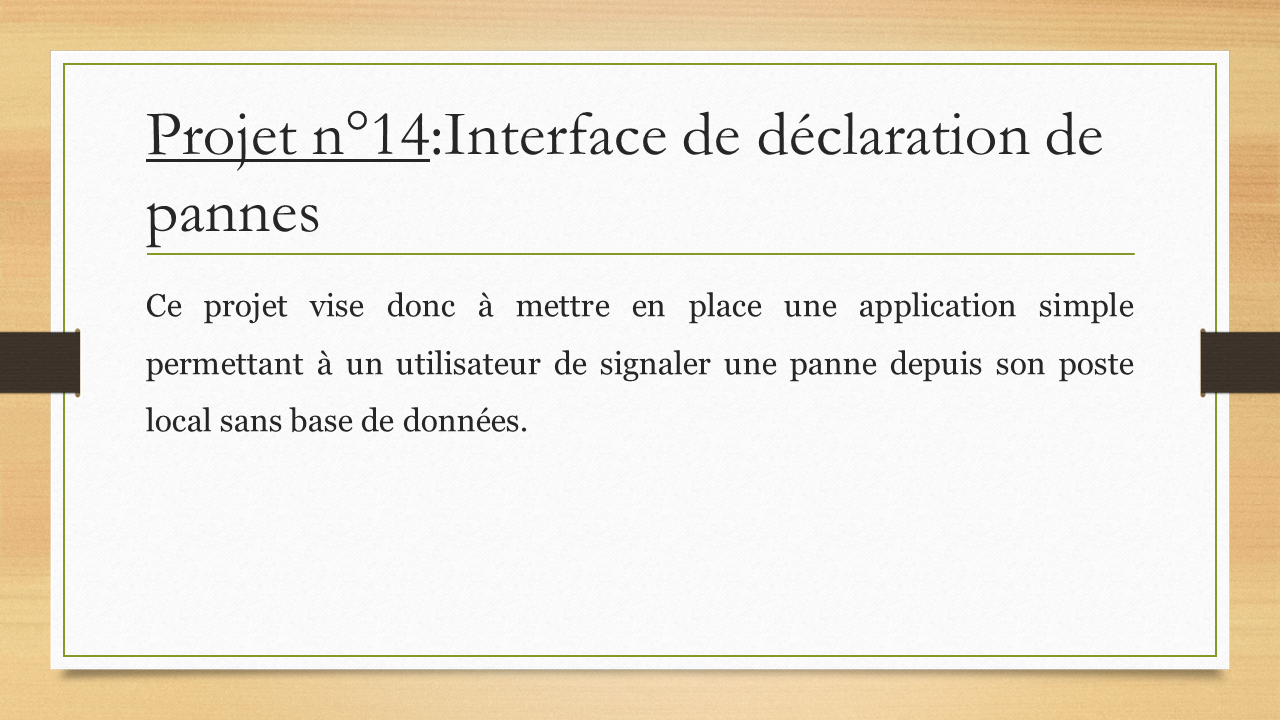 Projet n°14:Interface de déclaration de
pannes
Ce projet vise donc à mettre en place une application simple
permettant à un utilisateur de signaler une panne depuis son poste
local sans base de données.